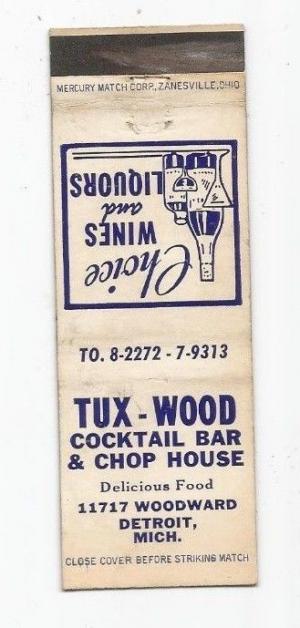 MERCURY MATCH CORP., ZANESVILLE, OHIO
Choice
WINES
and
LIQUORS
TO. 8-2272 - 7-9313
TUX - WOOD
COCKTAIL BAR
& CHOP HOUSE
Delicious Food
11717 WOODWARD
DETROIT,
MICH.
CLOSE COVER BEFORE STRIKING MATCH